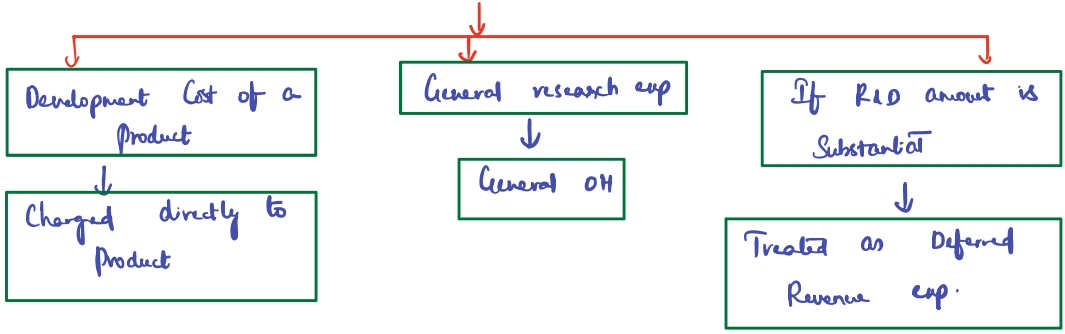 Development Cost of a
Product
Charged directly to
Product
General research exp
General OH
If R&D amount is
Substantial
Treated as Deferred
Revenue exp.